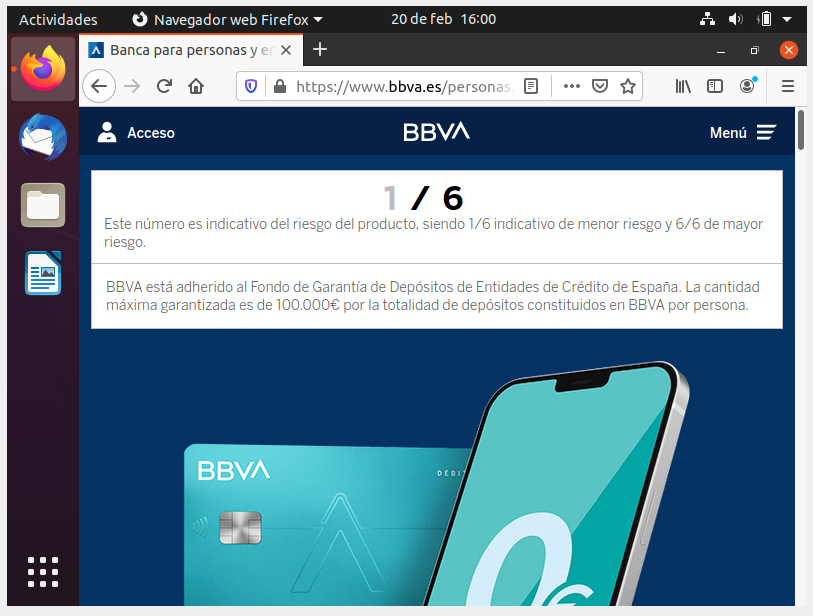 Actividades
Navegador web Firefox
20 de feb 16:00
Banca para personas y en
https://www.bbva.es/personas.
Acceso
BBVA
Menú
1 / 6
Este número es indicativo del riesgo del producto, siendo 1/6 indicativo de menor riesgo y 6/6 de mayor
riesgo.
BBVA está adherido al Fondo de Garantía de Depósitos de Entidades de Crédito de España. La cantidad
máxima garantizada es de 100.000€ por la totalidad de depósitos constituidos en BBVA por persona.
BBVA
DÉBIT
0€